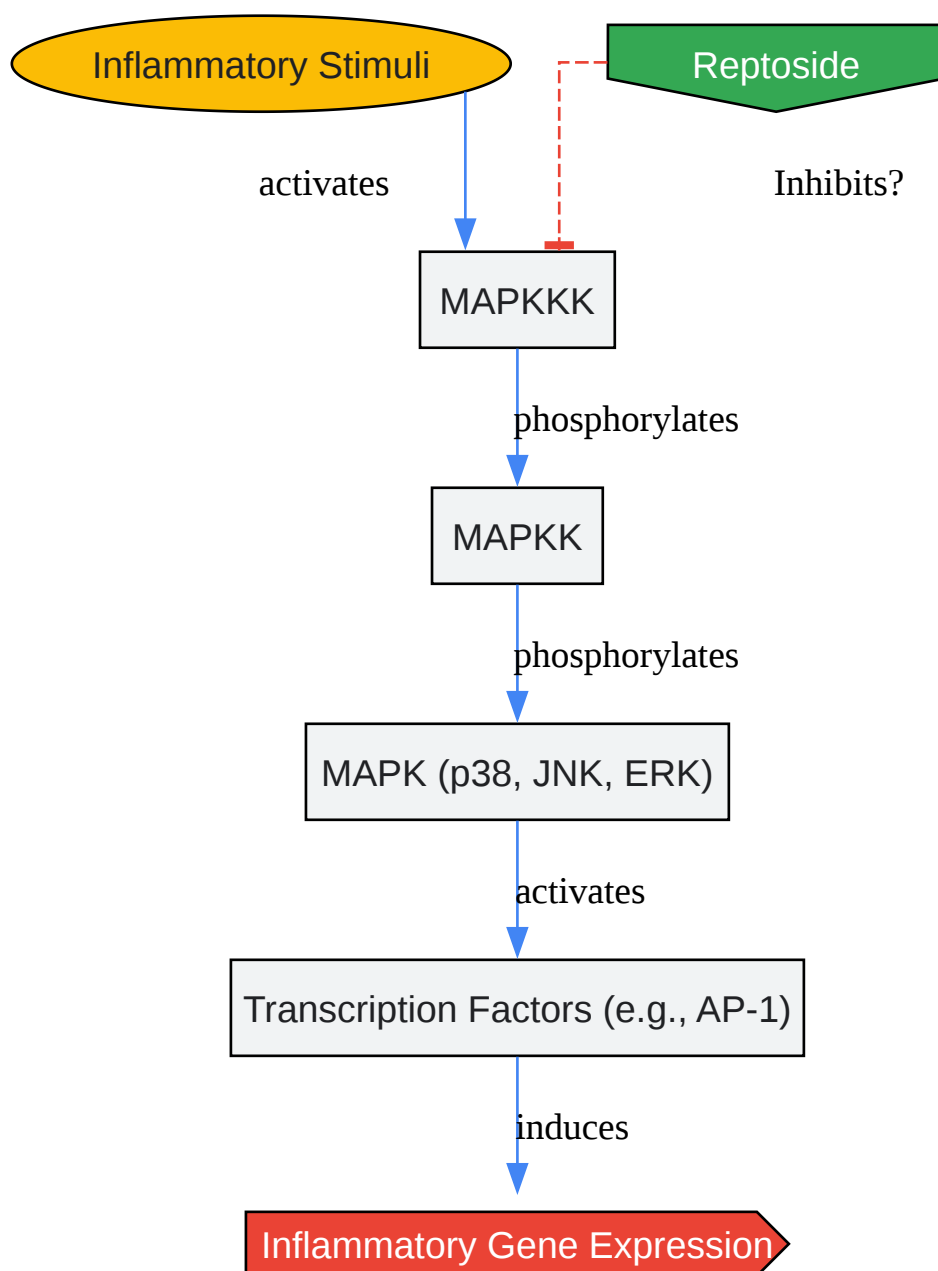 Inflammatory Stimuli
Reptoside
activates
Inhibits?
MAPKKK
phosphorylates
MAPKK
phosphorylates
MAPK (p38, JNK, ERK)
activates
Transcription Factors (e.g., AP-1)
induces
Inflammatory Gene Expression